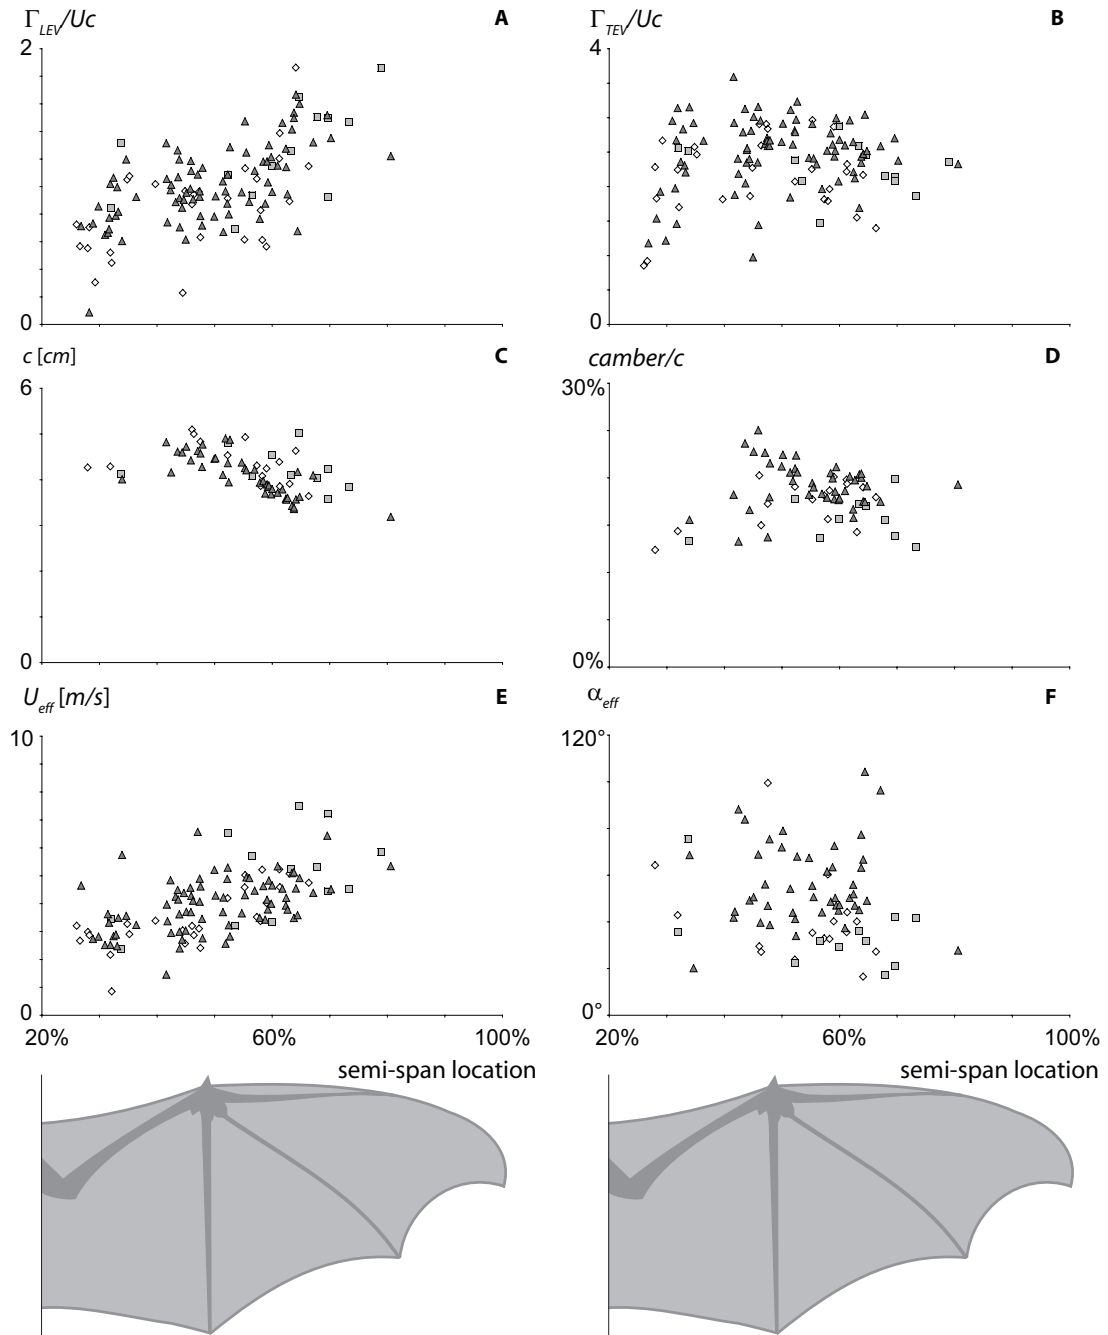 Γ_LEV/Uc A
2
0
Γ_TEV/Uc B
4
0
c [cm] C
6
0
camber/c D
30%
0%
U_eff [m/s] E
10
0
20% 60% 100%
semi-span location
α_eff F
120°
0°
20% 60% 100%
semi-span location